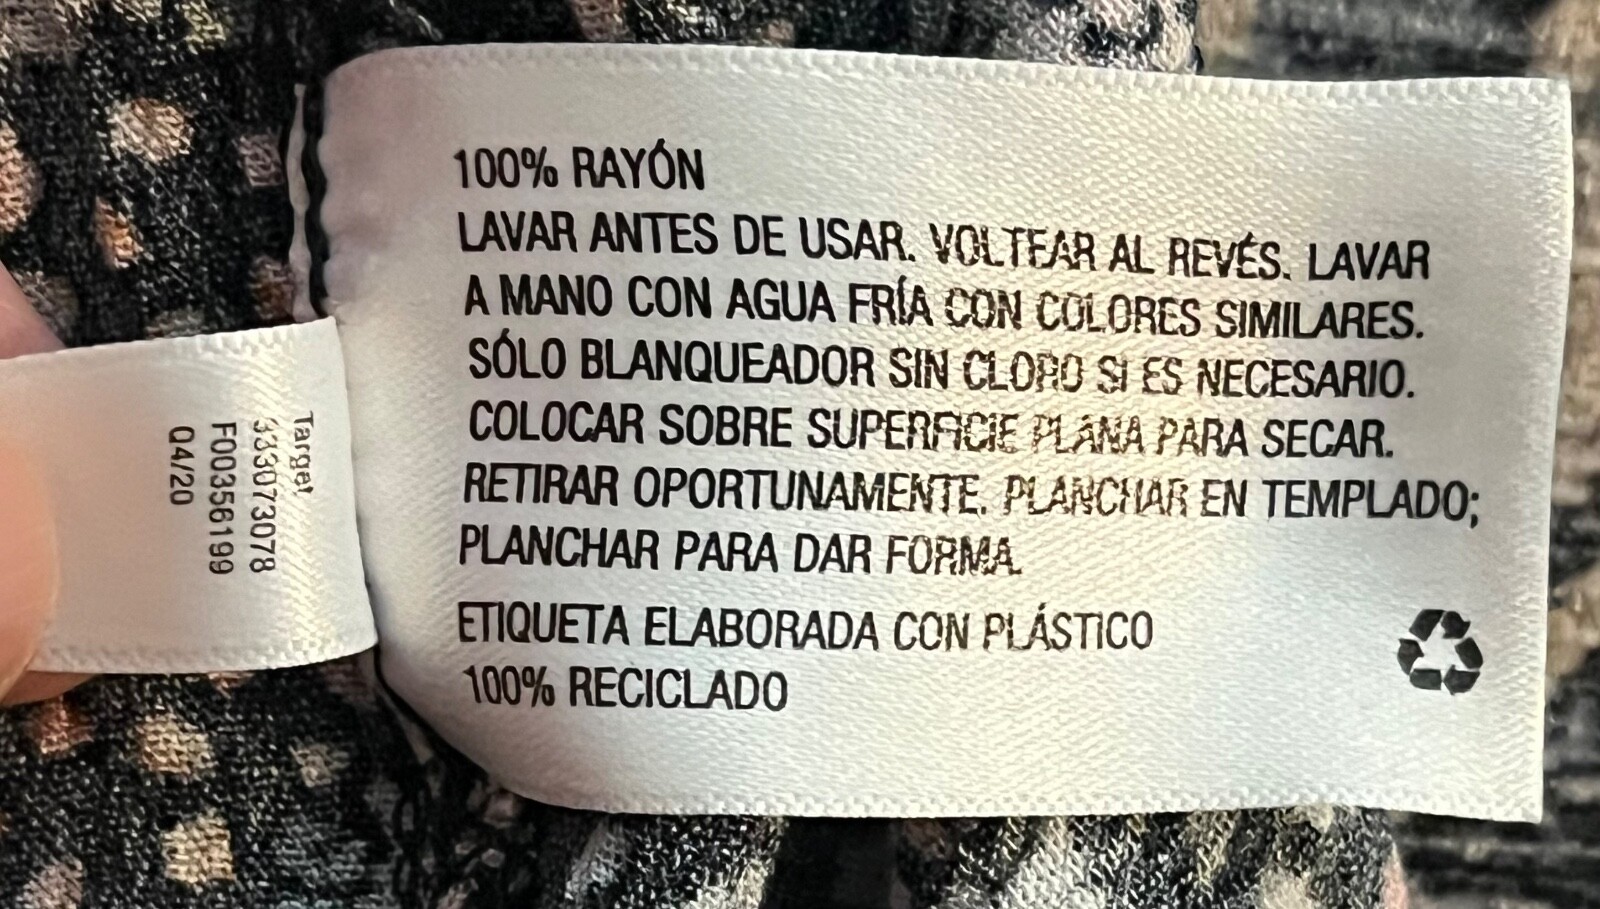 100% RAYÓN
LAVAR ANTES DE USAR. VOLTEAR AL REVÉS. LAVAR
A MANO CON AGUA FRÍA CON COLORES SIMILARES.
SÓLO BLANQUEADOR SIN CLORO SI ES NECESARIO.
COLOCAR SOBRE SUPERFICIE PLANA PARA SECAR.
RETIRAR OPORTUNAMENTE. PLANCHAR EN TEMPLADO;
PLANCHAR PARA DAR FORMA.
ETIQUETA ELABORADA CON PLÁSTICO
100% RECICLADO
Target
333073078
F00356199
Q4/20